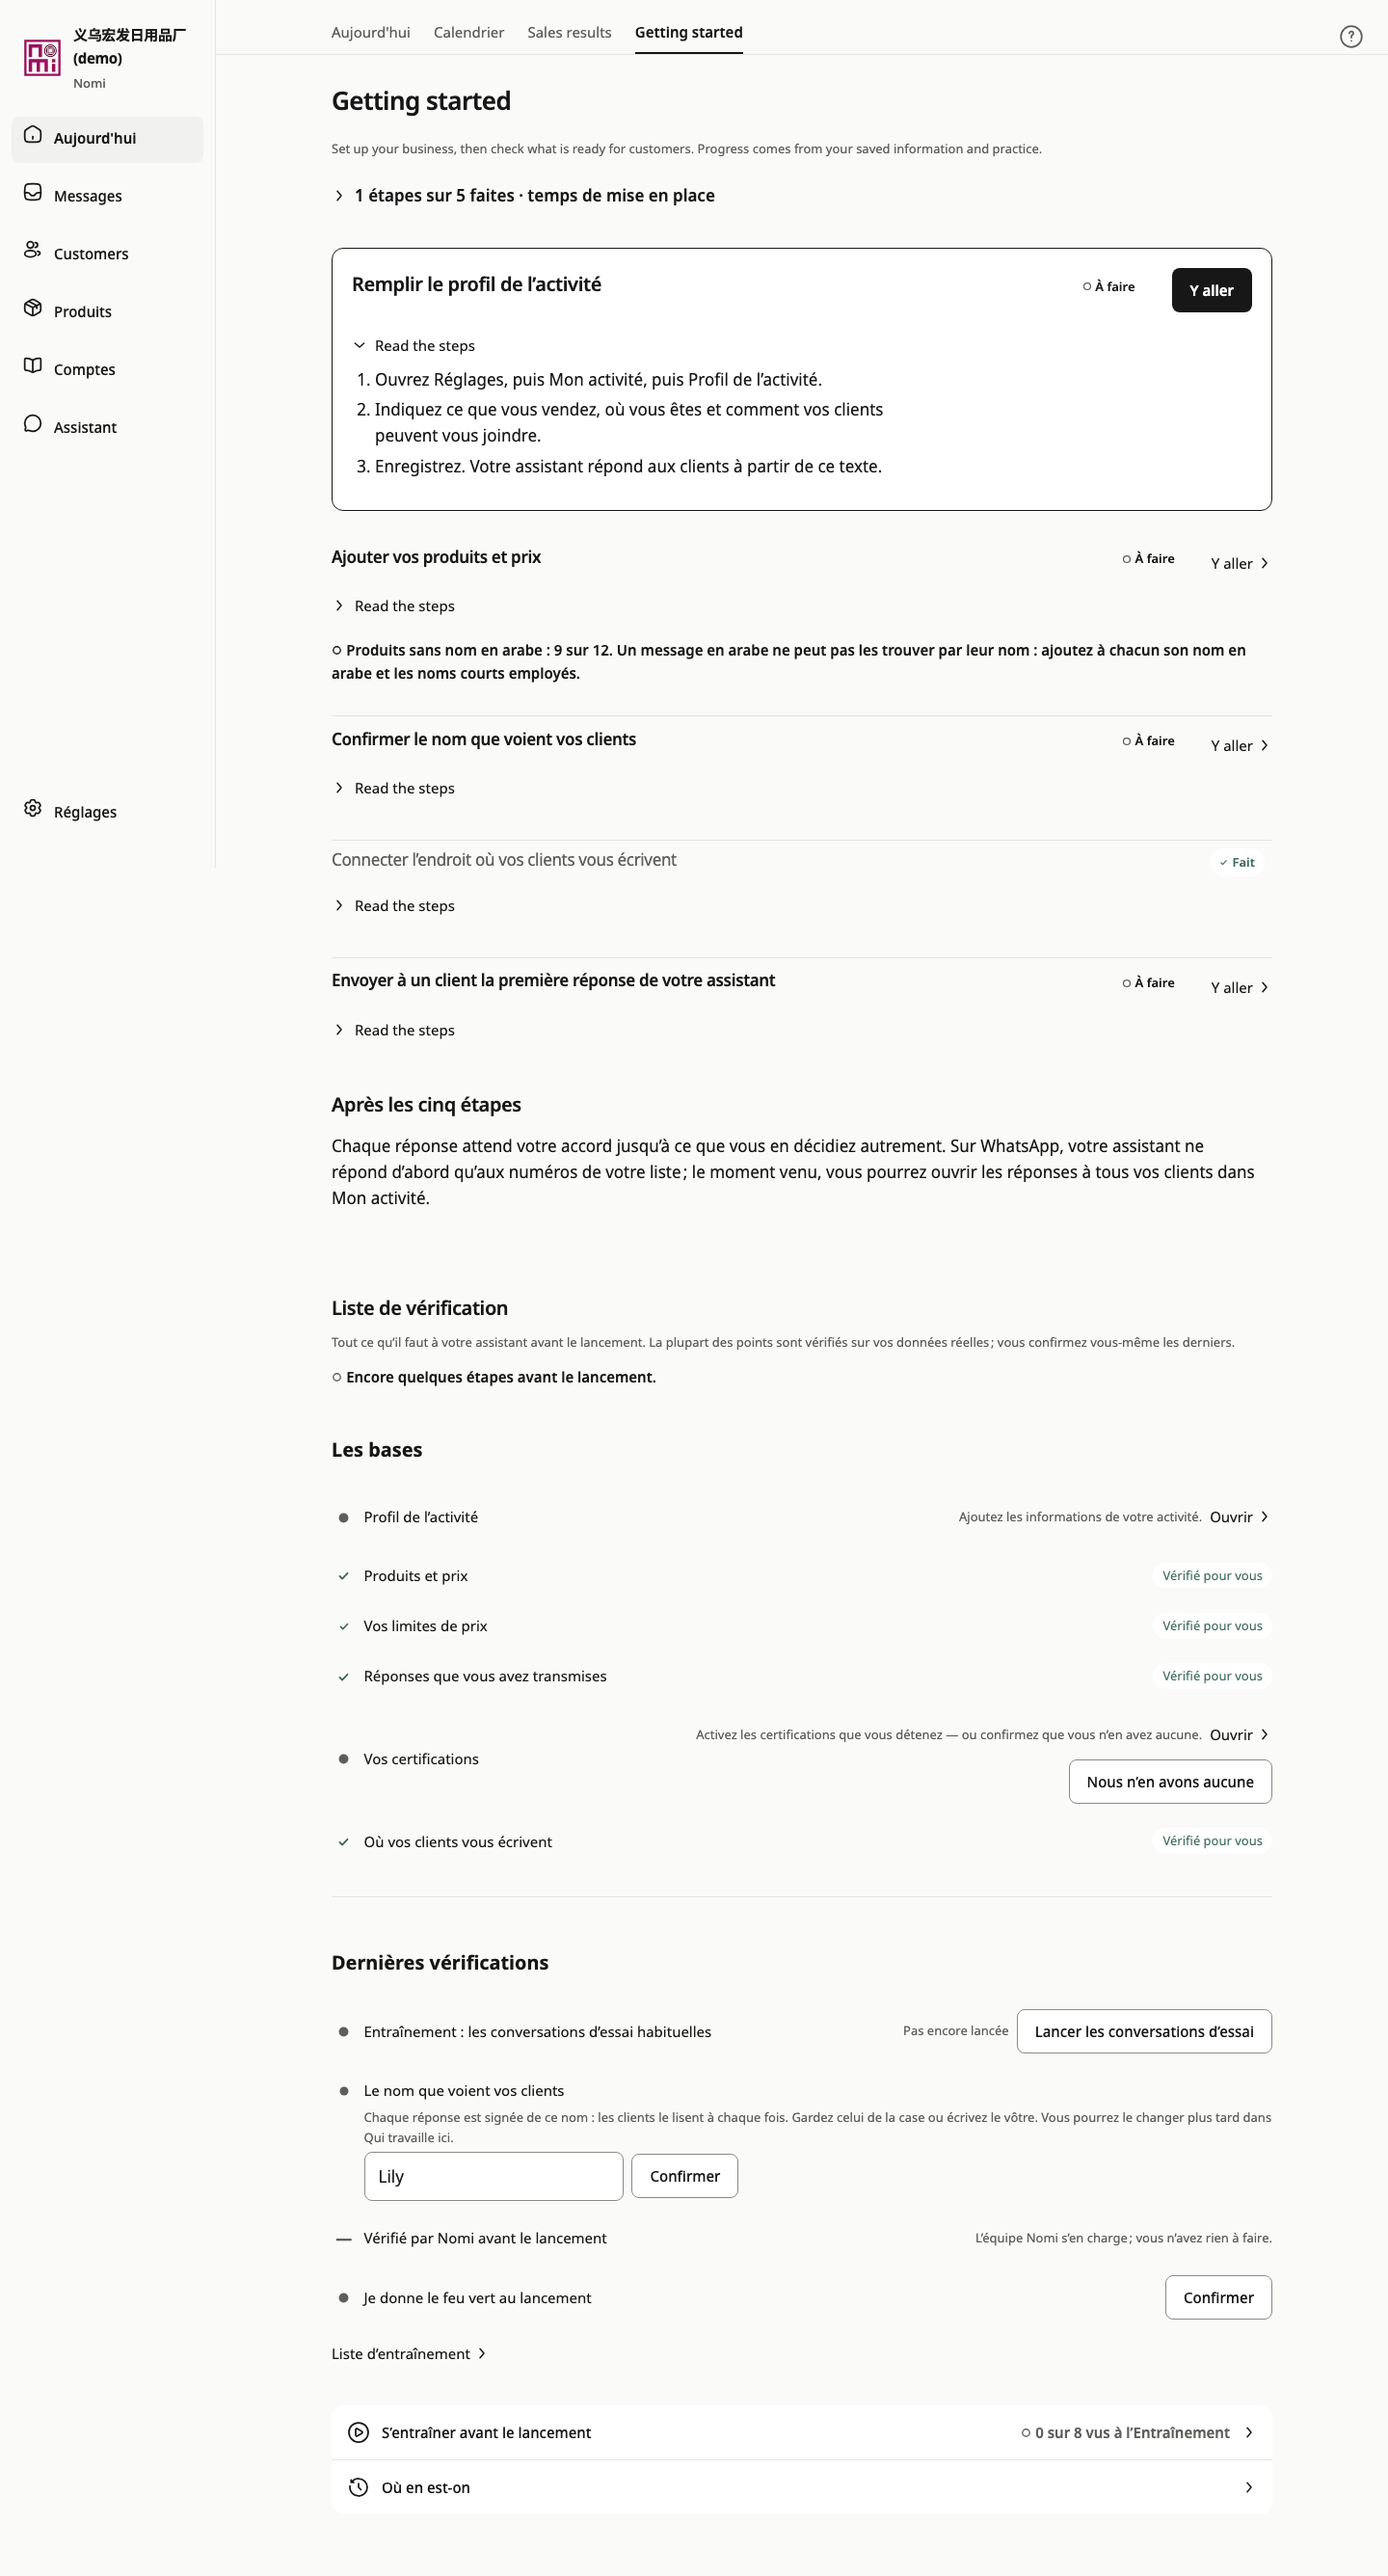 义乌宏发日用品厂
(demo)
Nomi
Aujourd'hui
Messages
Customers
Produits
Comptes
Assistant
Réglages
Aujourd'hui
Calendrier
Sales results
Getting started
Getting started
Set up your business, then check what is ready for customers. Progress comes from your saved information and practice.
1 étapes sur 5 faites · temps de mise en place
Remplir le profil de l’activité
À faire
Y aller
Read the steps
1. Ouvrez Réglages, puis Mon activité, puis Profil de l’activité.
2. Indiquez ce que vous vendez, où vous êtes et comment vos clients
peuvent vous joindre.
3. Enregistrez. Votre assistant répond aux clients à partir de ce texte.
Ajouter vos produits et prix
À faire
Y aller
Read the steps
Produits sans nom en arabe : 9 sur 12. Un message en arabe ne peut pas les trouver par leur nom : ajoutez à chacun son nom en
arabe et les noms courts employés.
Confirmer le nom que voient vos clients
À faire
Y aller
Read the steps
Connecter l’endroit où vos clients vous écrivent
Fait
Read the steps
Envoyer à un client la première réponse de votre assistant
À faire
Y aller
Read the steps
Après les cinq étapes
Chaque réponse attend votre accord jusqu’à ce que vous en décidiez autrement. Sur WhatsApp, votre assistant ne
répond d’abord qu’aux numéros de votre liste ; le moment venu, vous pourrez ouvrir les réponses à tous vos clients dans
Mon activité.
Liste de vérification
Tout ce qu’il faut à votre assistant avant le lancement. La plupart des points sont vérifiés sur vos données réelles ; vous confirmez vous-même les derniers.
Encore quelques étapes avant le lancement.
Les bases
Profil de l’activité
Ajoutez les informations de votre activité.
Ouvrir
Produits et prix
Vérifié pour vous
Vos limites de prix
Vérifié pour vous
Réponses que vous avez transmises
Vérifié pour vous
Vos certifications
Activez les certifications que vous détenez — ou confirmez que vous n’en avez aucune.
Ouvrir
Nous n’en avons aucune
Où vos clients vous écrivent
Vérifié pour vous
Dernières vérifications
Entraînement : les conversations d’essai habituelles
Pas encore lancée
Lancer les conversations d’essai
Le nom que voient vos clients
Chaque réponse est signée de ce nom : les clients le lisent à chaque fois. Gardez celui de la case ou écrivez le vôtre. Vous pourrez le changer plus tard dans
Qui travaille ici.
Lily
Confirmer
Vérifié par Nomi avant le lancement
L’équipe Nomi s’en charge ; vous n’avez rien à faire.
Je donne le feu vert au lancement
Confirmer
Liste d’entraînement
S’entraîner avant le lancement
0 sur 8 vus à l’Entraînement
Où en est-on